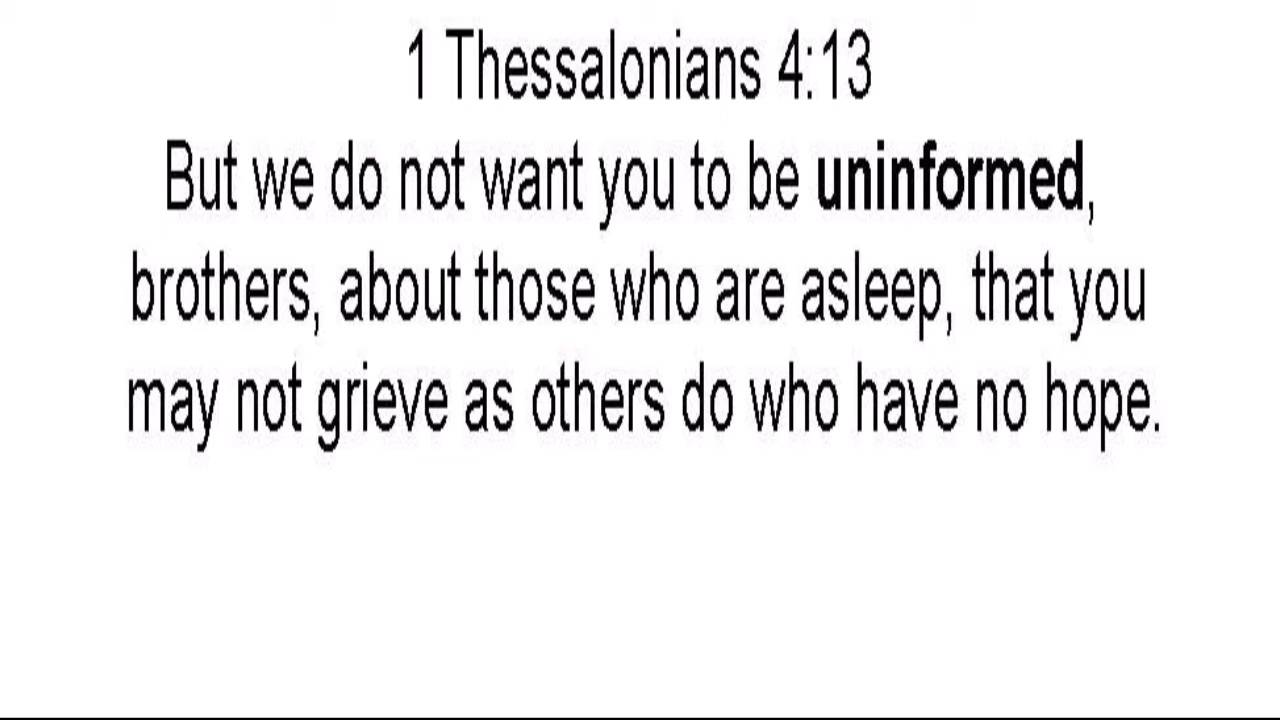 1 Thessalonians 4:13
But we do not want you to be uninformed,
brothers, about those who are asleep, that you
may not grieve as others do who have no hope.